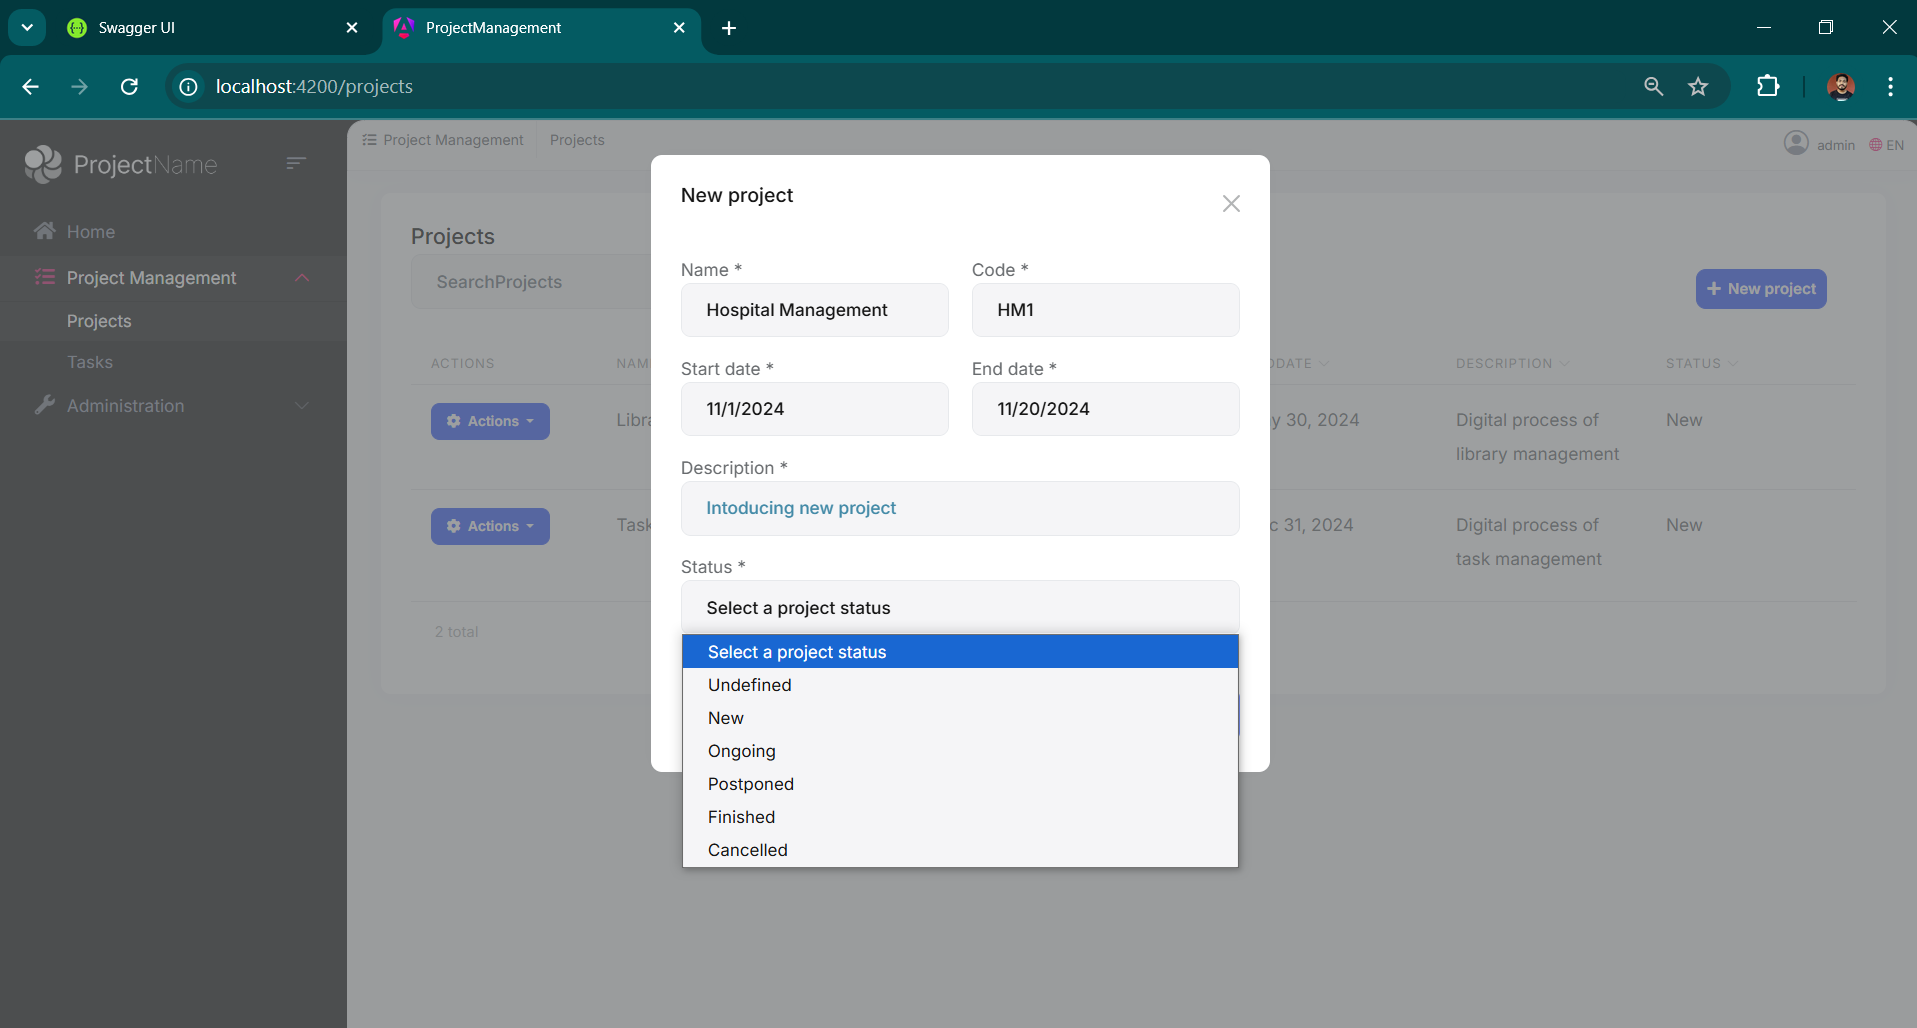 Swagger UI
ProjectManagement
localhost:4200/projects
ProjectName
Home
Project Management
Projects
Tasks
Administration
Project Management Projects
admin EN
Projects
SearchProjects
New project
ACTIONS DESCRIPTION STATUS
Actions y 30, 2024 Digital process of New
library management
Actions Task c 31, 2024 Digital process of New
task management
2 total
New project
Name * Code *
Hospital Management HM1
Start date * End date *
11/1/2024 11/20/2024
Description *
Intoducing new project
Status *
Select a project status
Select a project status
Undefined
New
Ongoing
Postponed
Finished
Cancelled